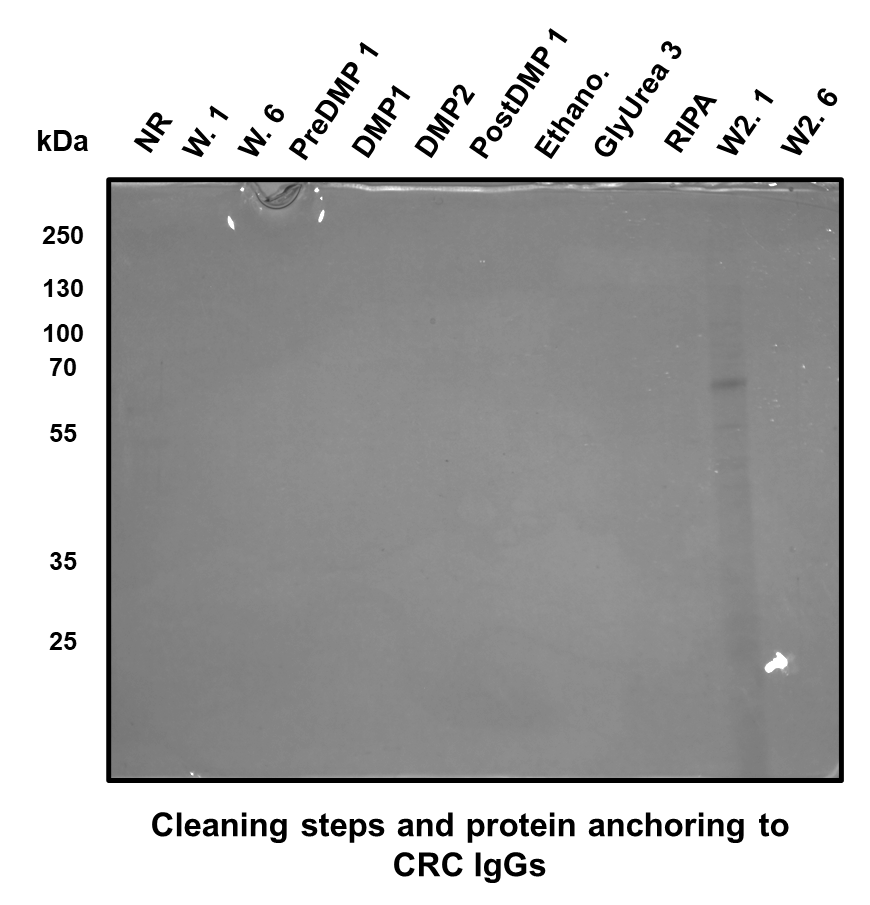 kDa
NR
W. 1
W. 6
PreDMP 1
DMP1
DMP2
PostDMP 1
Ethano.
GlyUrea 3
RIPA
W2. 1
W2. 6
250
130
100
70
55
35
25
Cleaning steps and protein anchoring to
CRC IgGs